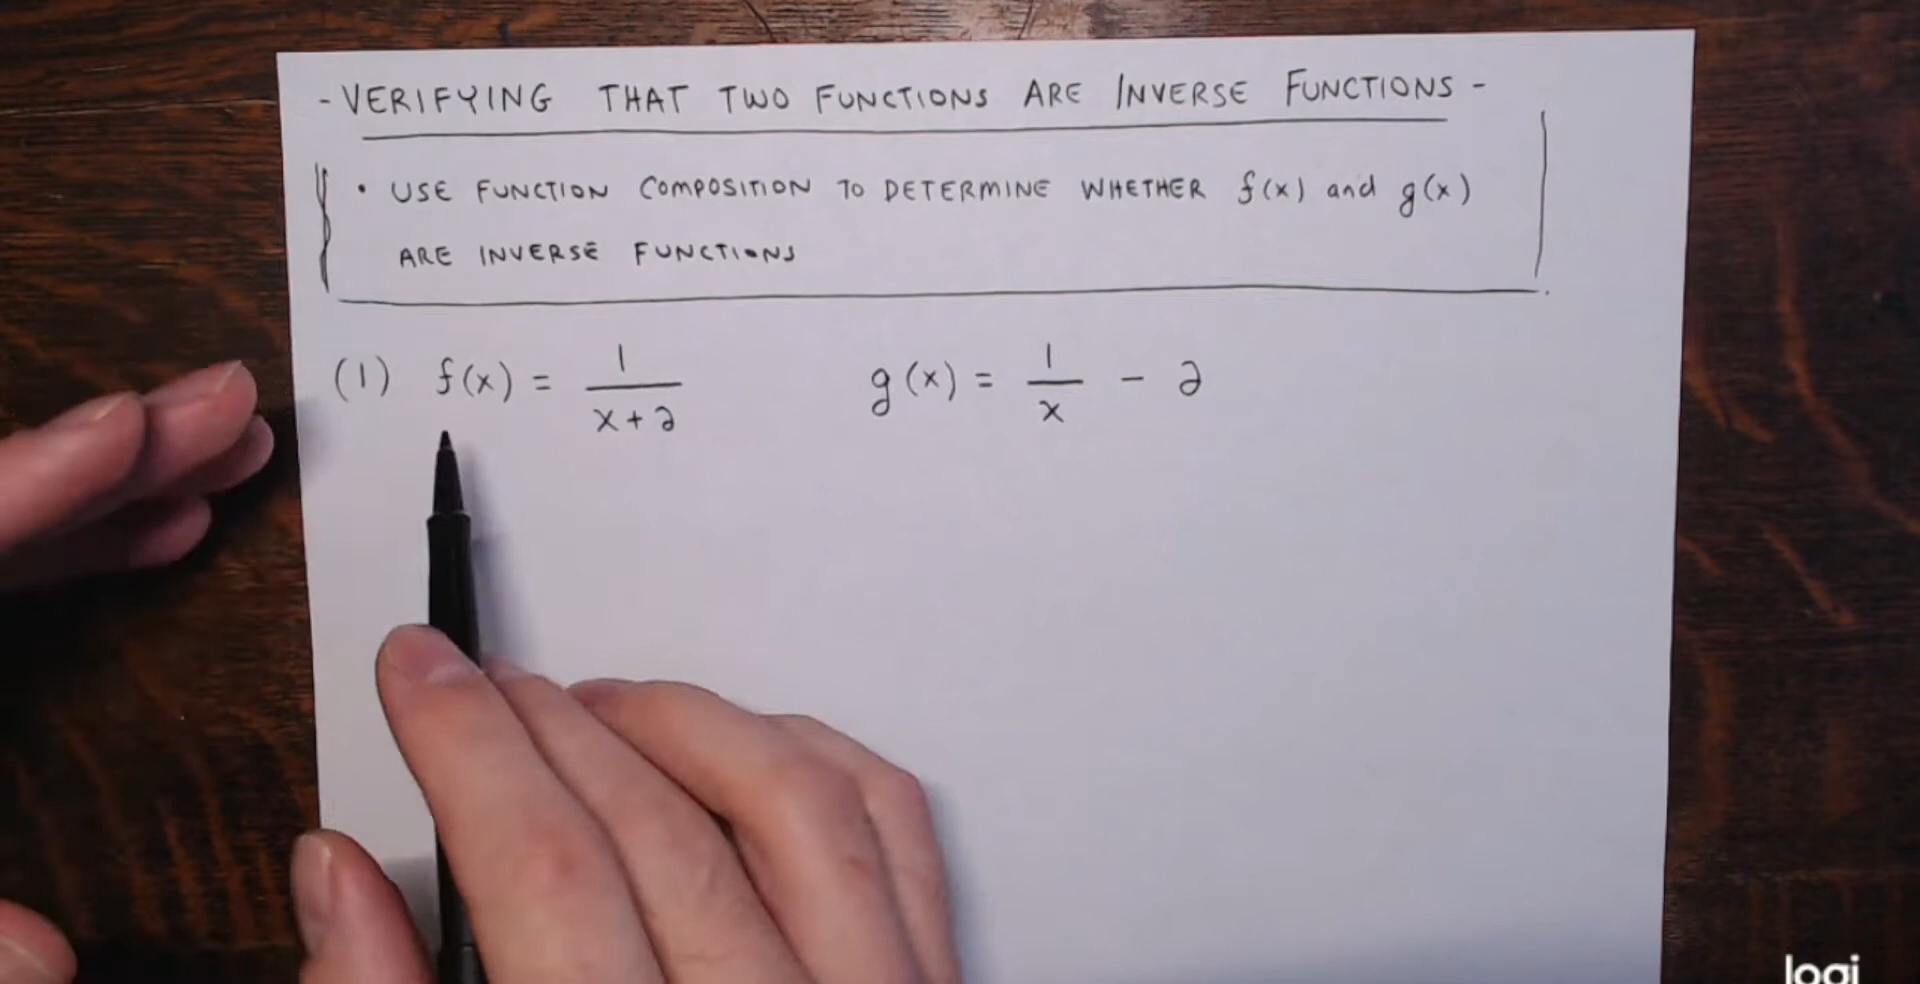 - VERIFYING THAT TWO FUNCTIONS ARE INVERSE FUNCTIONS -
• USE FUNCTION COMPOSITION TO DETERMINE WHETHER f(x) and g(x)
ARE INVERSE FUNCTIONS
(1) f(x) = 1/(x+2) g(x) = 1/x - 2
logi